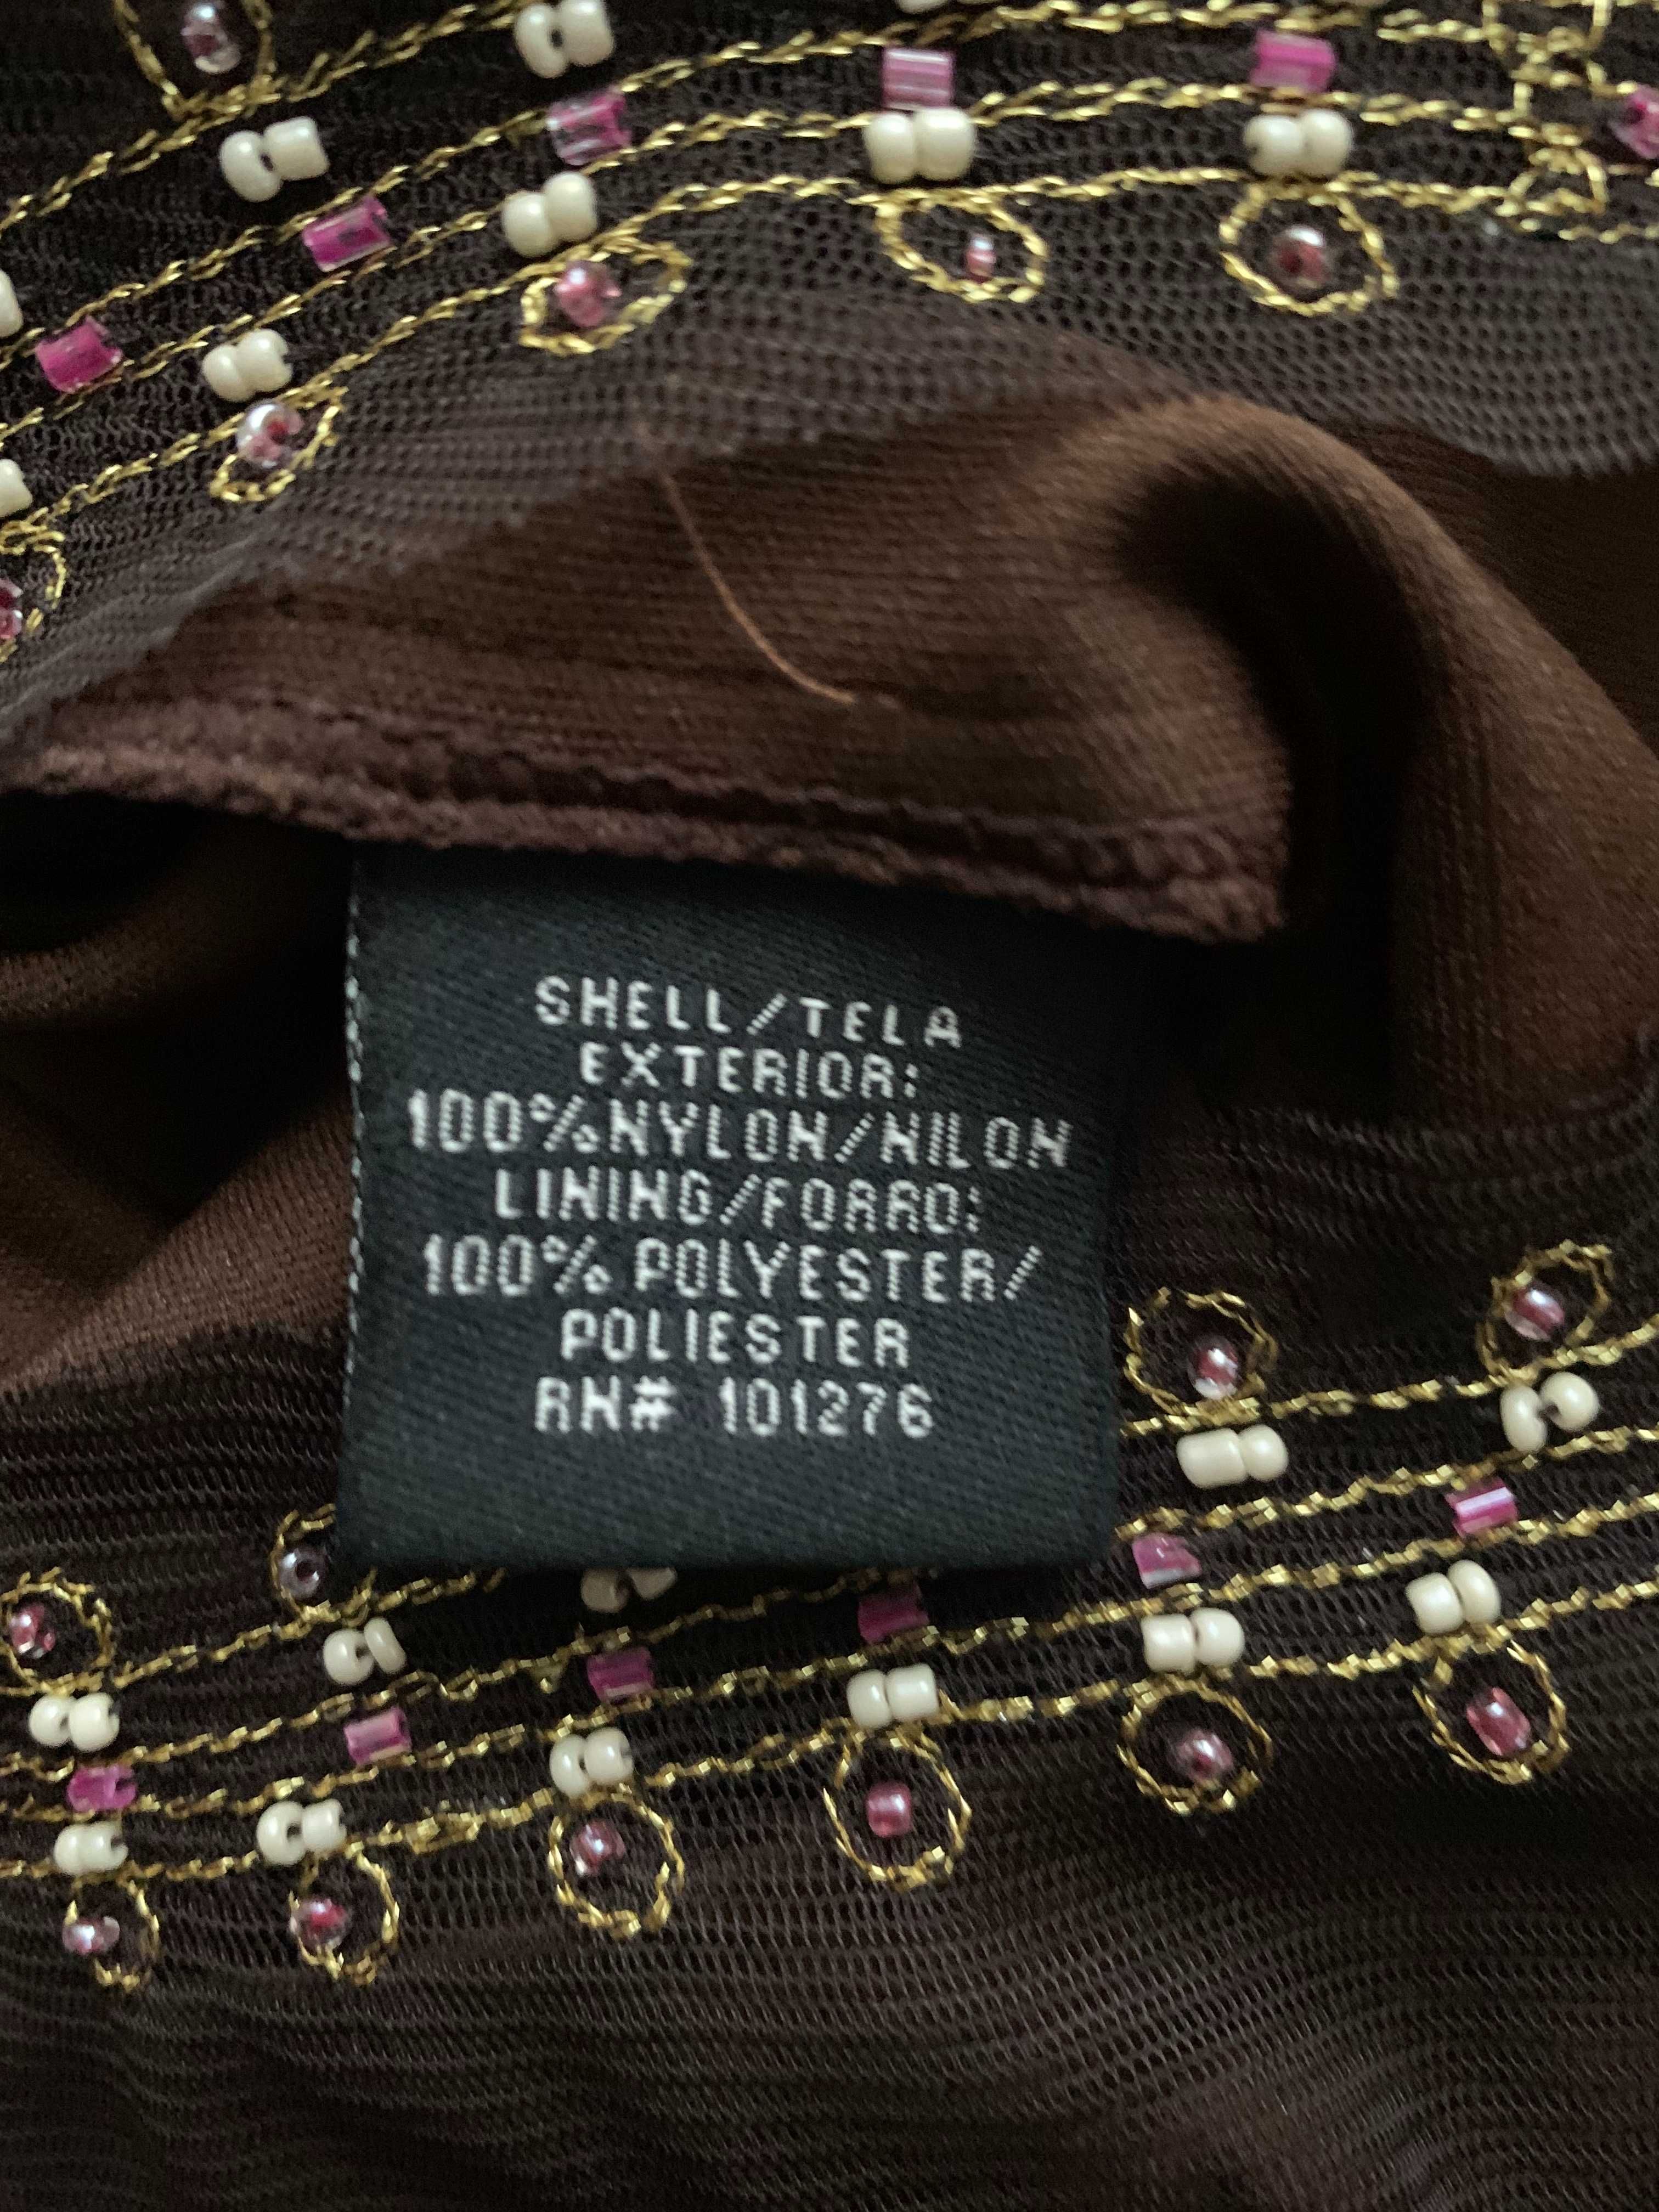 SHELL/TELA
EXTERIOR:
100%NYLON/NILON
LINING/FORRO:
100% POLYESTER/
POLIESTER
RN# 101276